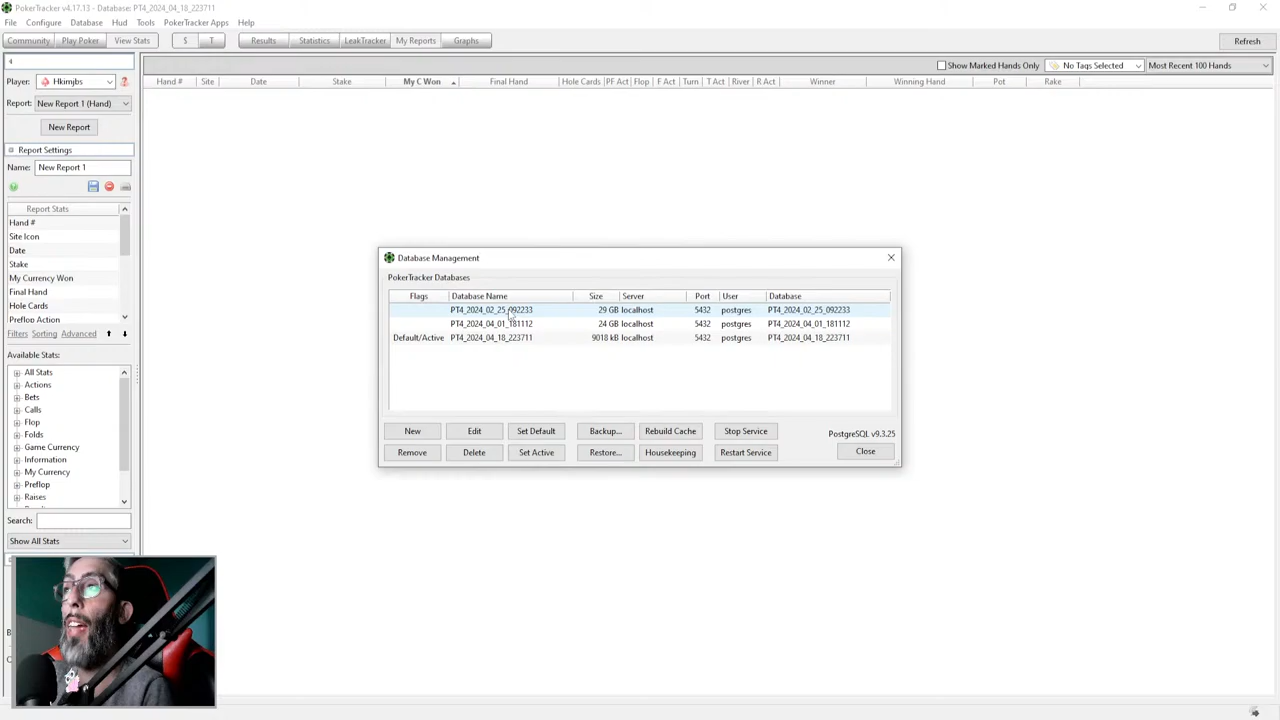 PokerTracker v4.17.13 - Database: PT4_2024_04_18_223711
File Configure Database Hud Tools PokerTracker Apps Help
Community Play Poker View Stats $ T Results Statistics LeakTracker My Reports Graphs Refresh
Show Marked Hands Only No Tags Selected Most Recent 100 Hands
Player: Hkimjbs
Hand # Site Date Stake My C Won Final Hand Hole Cards PF Act Flop F Act Turn T Act River R Act Winner Winning Hand Pot Rake
Report: New Report 1 (Hand)
New Report
Report Settings
Name: New Report 1
Report Stats
Hand #
Site Icon
Date
Stake
My Currency Won
Final Hand
Hole Cards
Preflop Action
Filters Sorting Advanced
Available Stats:
All Stats
Actions
Bets
Calls
Flop
Folds
Game Currency
Information
My Currency
Preflop
Raises
Search:
Show All Stats
Database Management
PokerTracker Databases
Flags Database Name Size Server Port User Database
PT4_2024_02_25_092233 29 GB localhost 5432 postgres PT4_2024_02_25_092233
PT4_2024_04_01_181112 24 GB localhost 5432 postgres PT4_2024_04_01_181112
Default/Active PT4_2024_04_18_223711 9018 kB localhost 5432 postgres PT4_2024_04_18_223711
New Edit Set Default Backup... Rebuild Cache Stop Service PostgreSQL v9.3.25
Remove Delete Set Active Restore... Housekeeping Restart Service Close